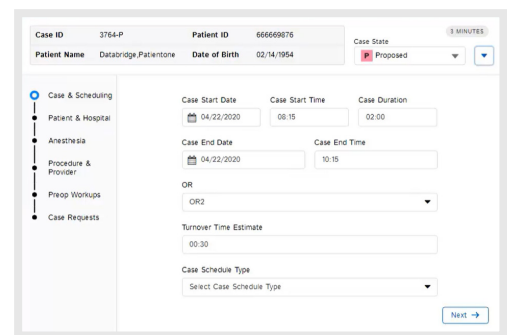 Case ID 3764-P Patient ID 666669876
Patient Name Databridge,Patientone Date of Birth 02/14/1954
3 MINUTES
Case State
P Proposed
Case & Scheduling
Patient & Hospital
Anesthesia
Procedure &
Provider
Preop Workups
Case Requests
Case Start Date Case Start Time Case Duration
04/22/2020 08:15 02:00
Case End Date Case End Time
04/22/2020 10:15
OR
OR2
Turnover Time Estimate
00:30
Case Schedule Type
Select Case Schedule Type
Next →